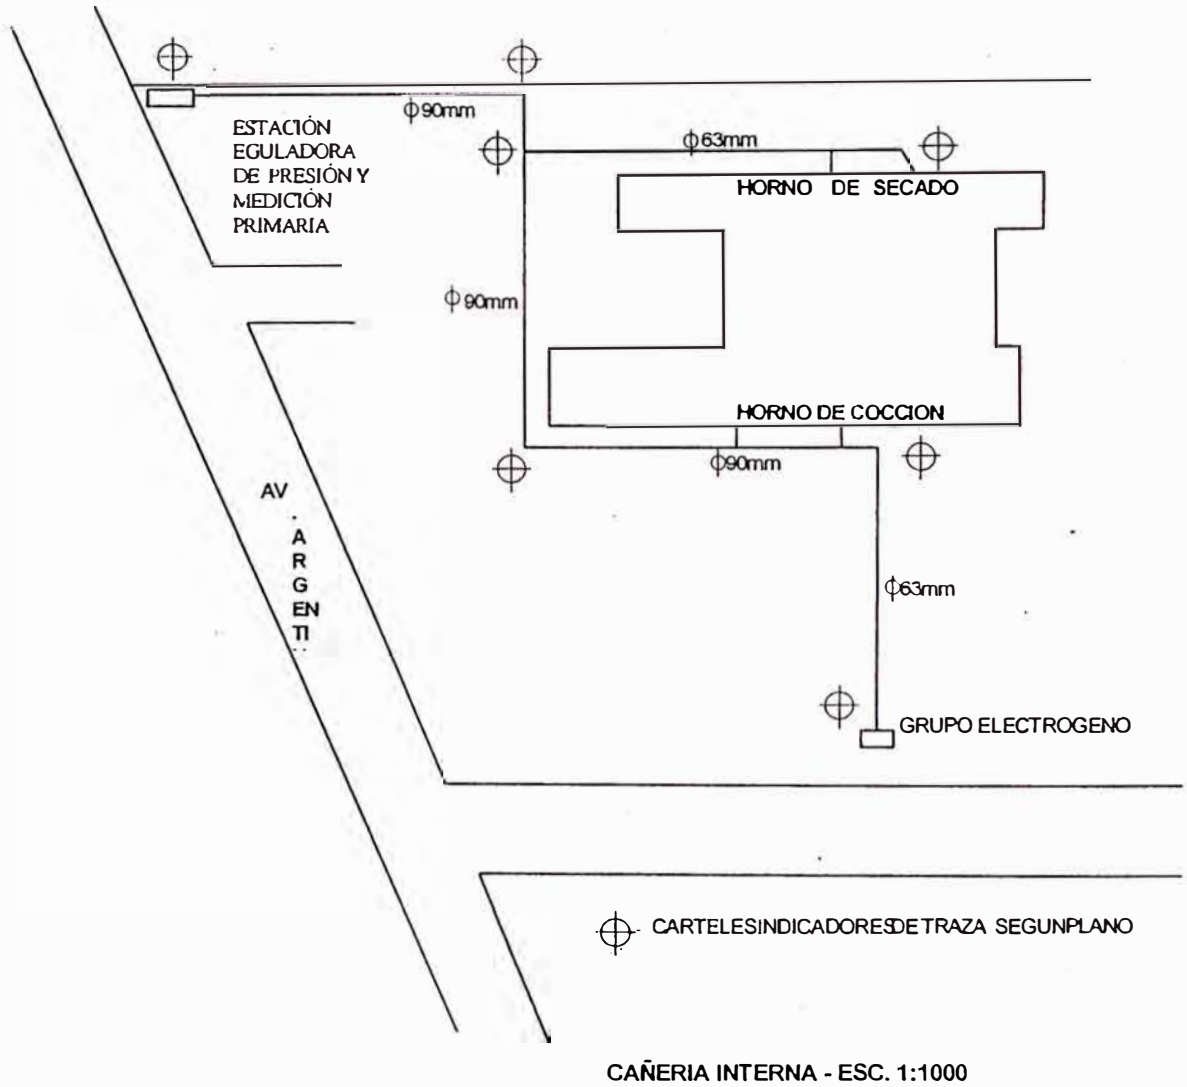 ϕ90mm
ESTACIÓN
EGULADORA
DE PRESIÓN Y
MEDICIÓN
PRIMARIA
ϕ63mm
HORNO DE SECADO
ϕ90mm
HORNO DE COCCION
ϕ90mm
AV
.
A
R
G
EN
TI
ϕ63mm
GRUPO ELECTROGENO
CARTELESINDICADORESDETRAZA SEGUNPLANO
CAÑERIA INTERNA - ESC. 1:1000